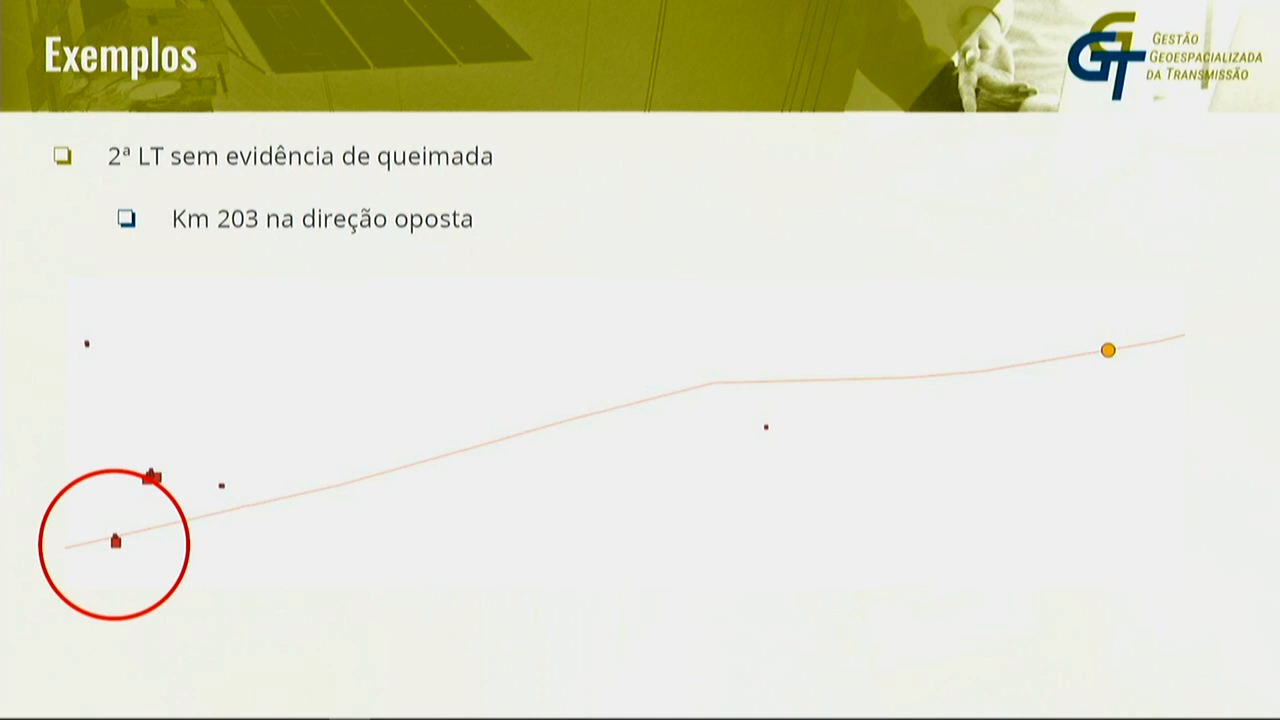 Exemplos
GESTÃO
GEOESPACIALIZADA
DA TRANSMISSÃO
2ª LT sem evidência de queimada
Km 203 na direção oposta